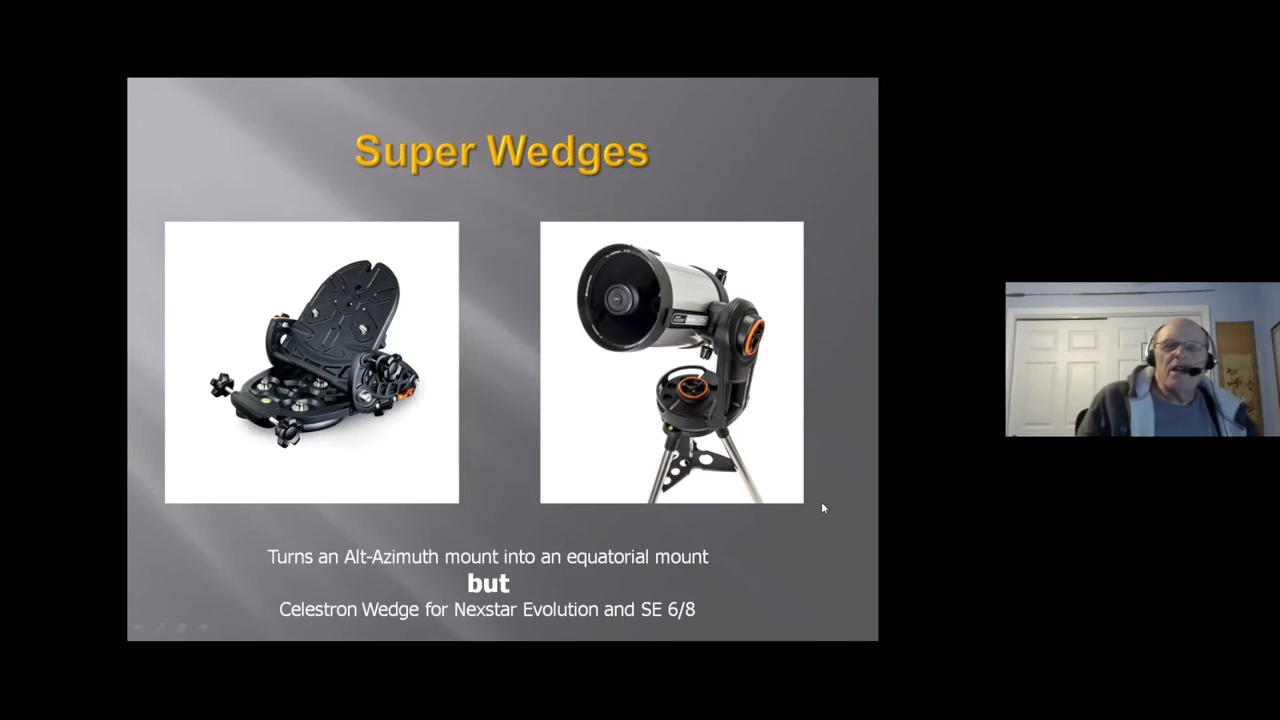 Super Wedges
Turns an Alt-Azimuth mount into an equatorial mount
but
Celestron Wedge for Nexstar Evolution and SE 6/8